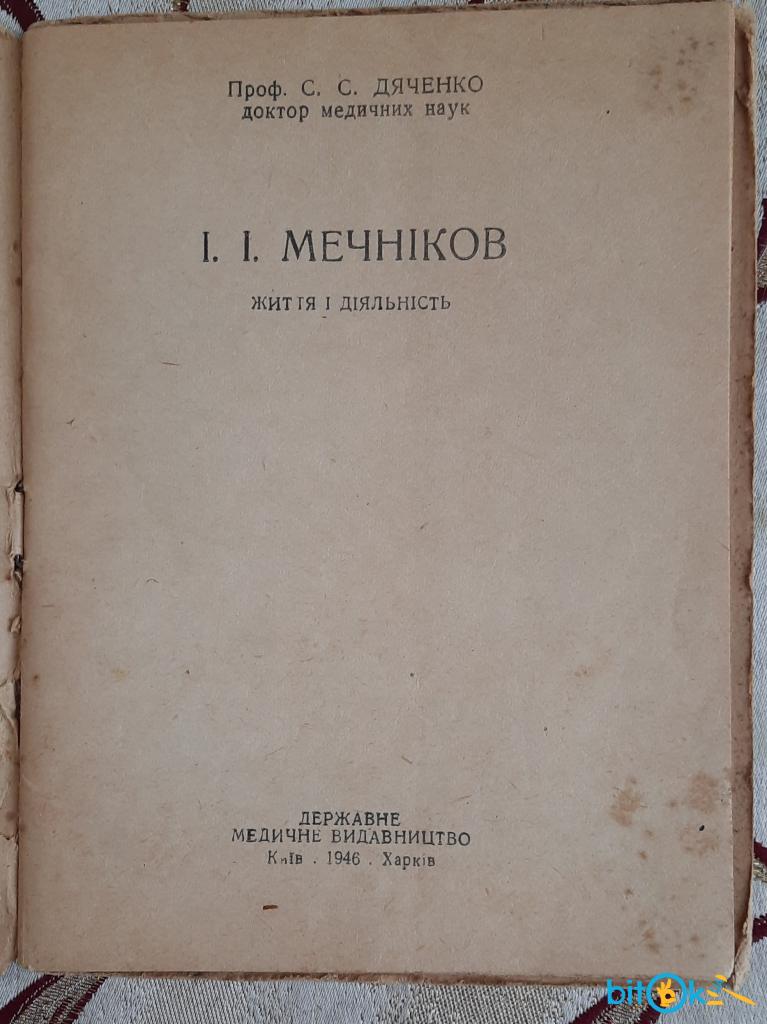 Проф. С. С. ДЯЧЕНКО
доктор медичних наук
І. І. МЕЧНІКОВ
ЖИТТЯ І ДІЯЛЬНІСТЬ
ДЕРЖАВНЕ
МЕДИЧНЕ ВИДАВНИЦТВО
Київ . 1946 . Харків
bitOk